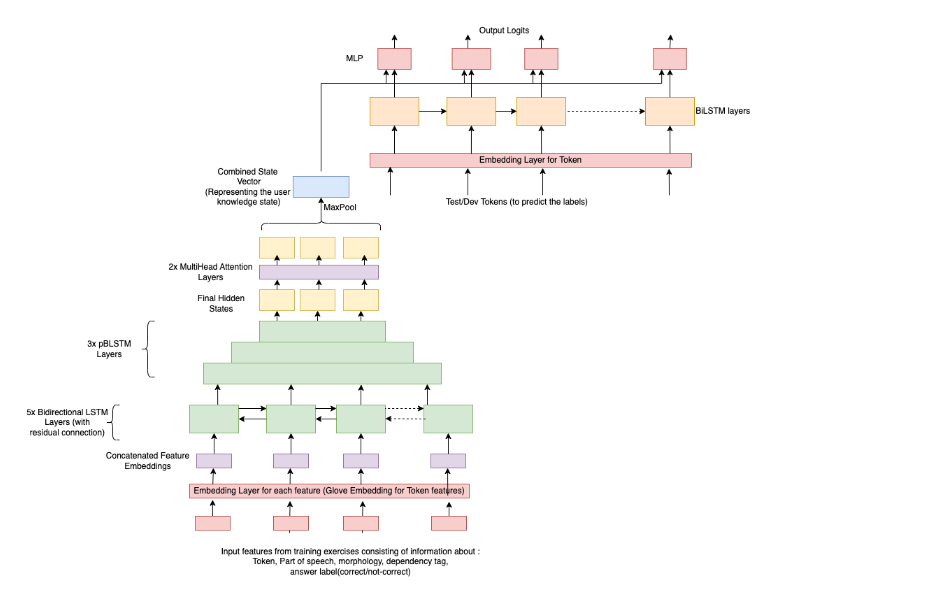 Output Logits
MLP
BiLSTM layers
Embedding Layer for Token
Test/Dev Tokens (to predict the labels)
Combined State
Vector
(Representing the user
knowledge state)
MaxPool
2x MultiHead Attention
Layers
Final Hidden
States
3x pBLSTM
Layers
5x Bidirectional LSTM
Layers (with
residual connection)
Concatenated Feature
Embeddings
Embedding Layer for each feature (Glove Embedding for Token features)
Input features from training exercises consisting of information about :
Token, Part of speech, morphology, dependency tag,
answer label(correct/not-correct)